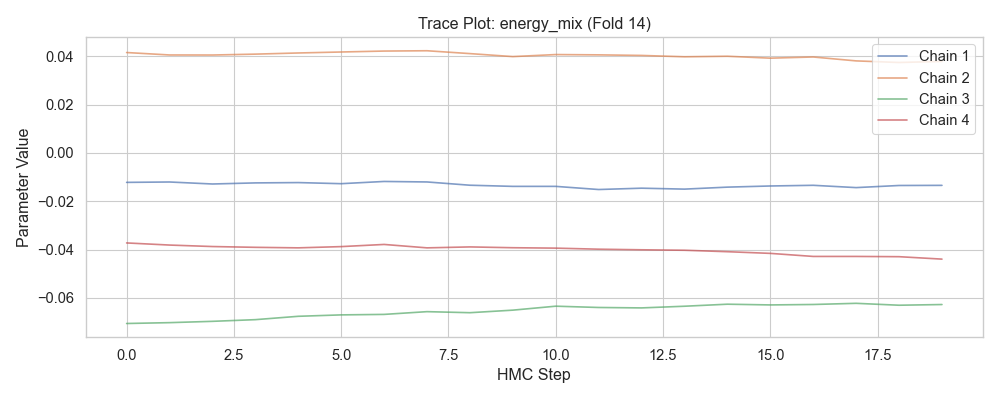 Trace Plot: energy_mix (Fold 14)
Parameter Value
0.04
0.02
0.00
−0.02
−0.04
−0.06
Chain 1
Chain 2
Chain 3
Chain 4
0.0 2.5 5.0 7.5 10.0 12.5 15.0 17.5
HMC Step